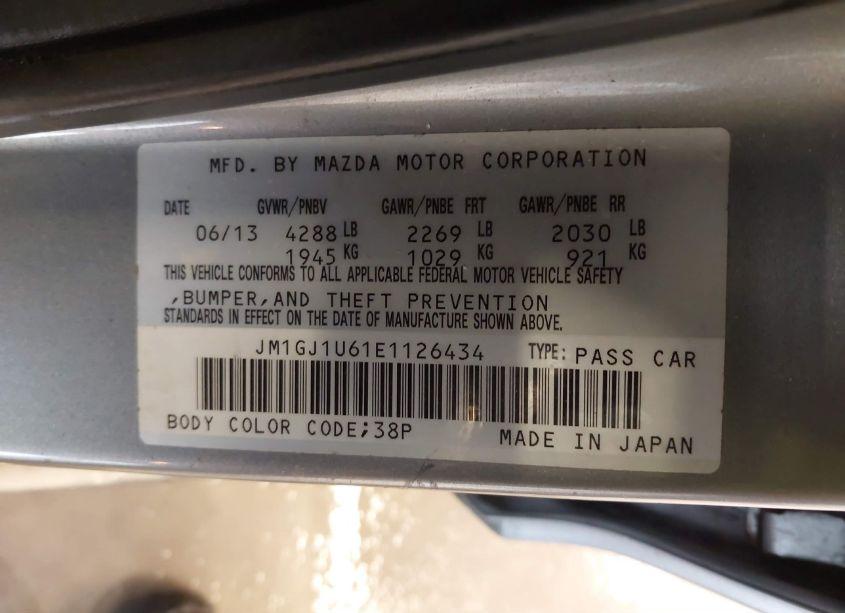 MFD. BY MAZDA MOTOR CORPORATION
DATE GVWR/PNBV GAWR/PNBE FRT GAWR/PNBE RR
06/13 4288 LB 2269 LB 2030 LB
1945 KG 1029 KG 921 KG
THIS VEHICLE CONFORMS TO ALL APPLICABLE FEDERAL MOTOR VEHICLE SAFETY
,BUMPER,AND THEFT PREVENTION
STANDARDS IN EFFECT ON THE DATE OF MANUFACTURE SHOWN ABOVE.
JM1GJ1U61E1126434 TYPE: PASS CAR
BODY COLOR CODE;38P MADE IN JAPAN